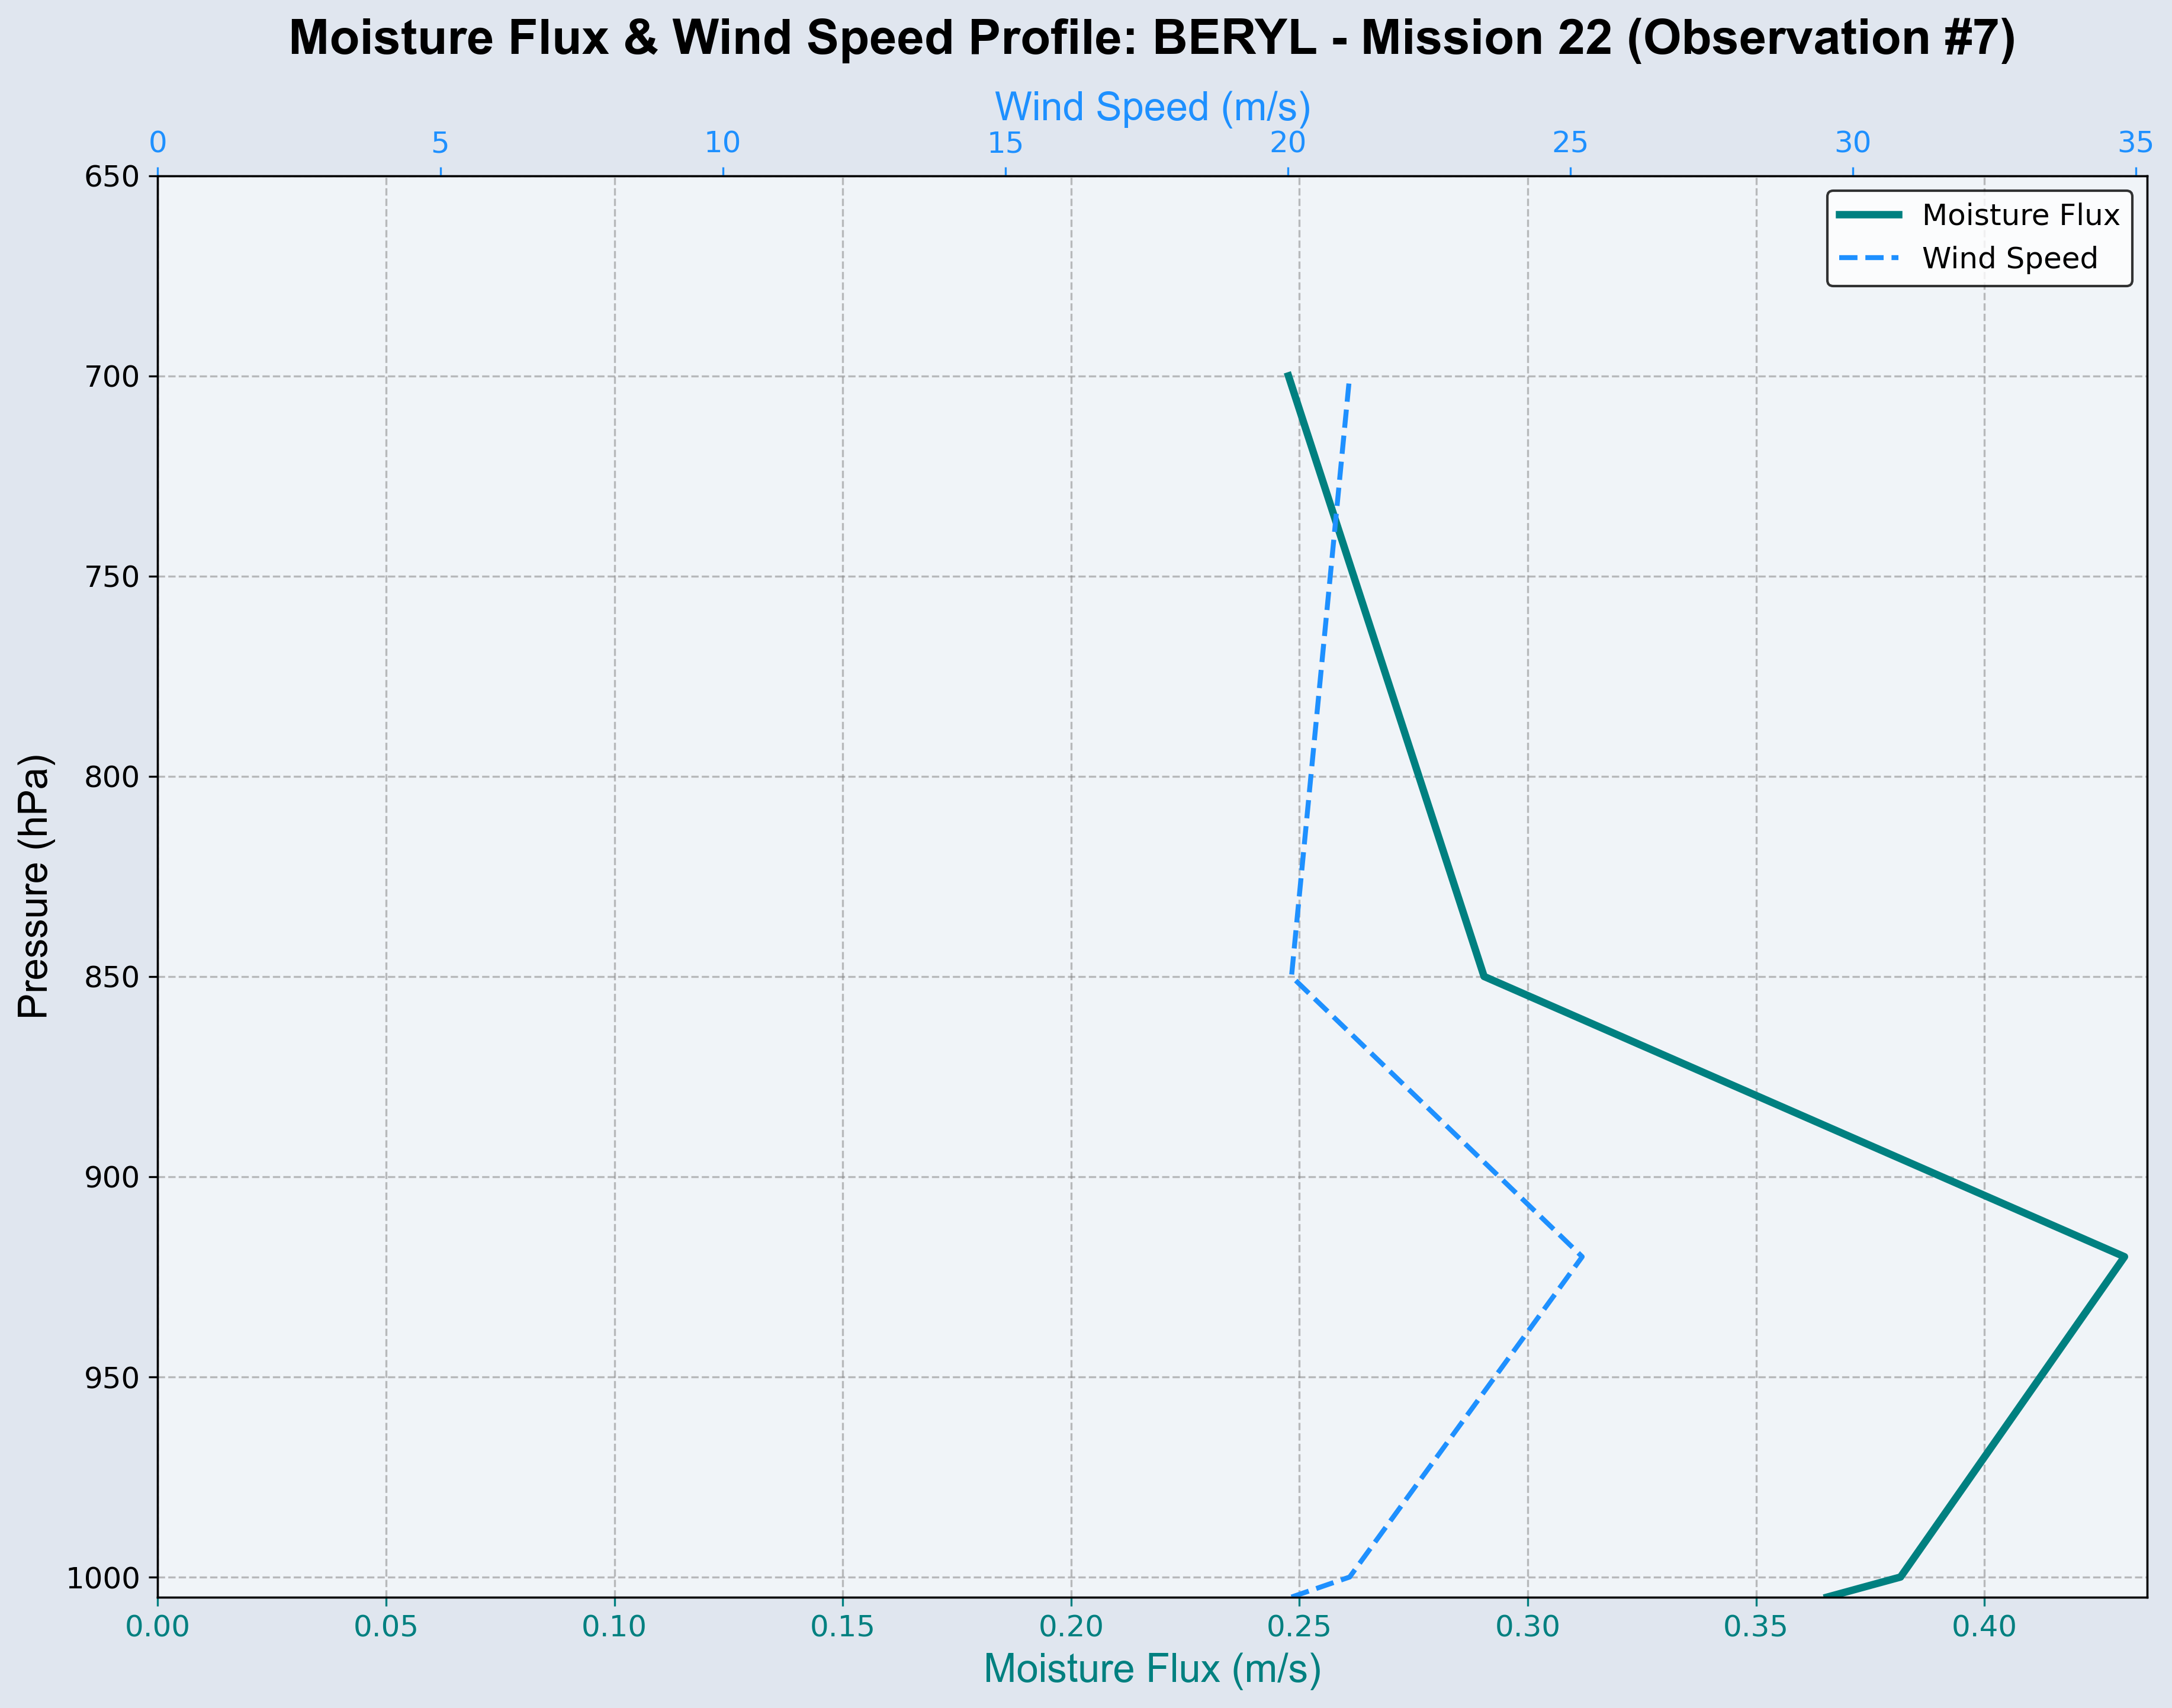 Moisture Flux & Wind Speed Profile: BERYL - Mission 22 (Observation #7)
Wind Speed (m/s)
0 5 10 15 20 25 30 35
Moisture Flux
Wind Speed
Pressure (hPa)
650
700
750
800
850
900
950
1000
0.00 0.05 0.10 0.15 0.20 0.25 0.30 0.35 0.40
Moisture Flux (m/s)